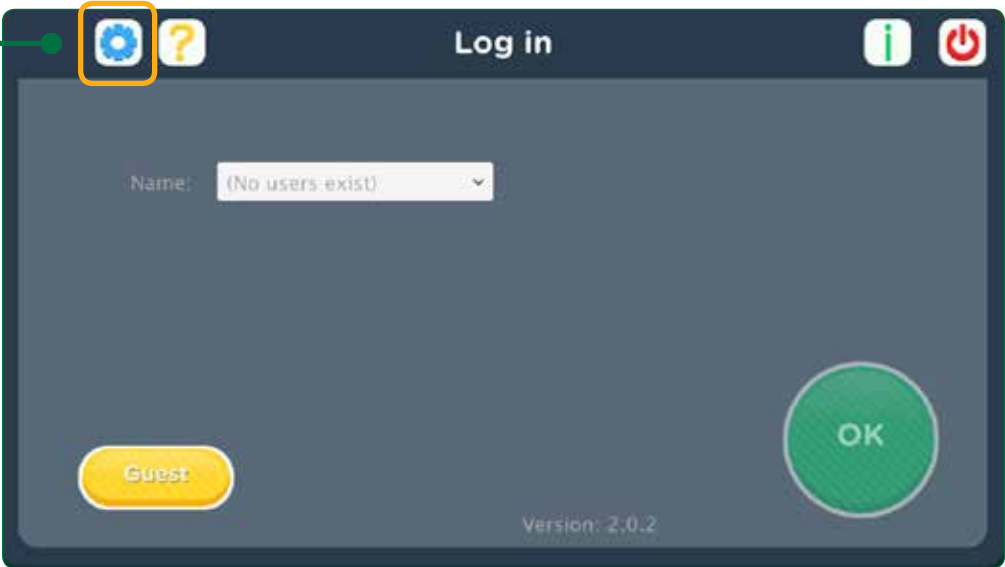 ? Log in i
Name: (No users exist)
OK
Guest
Version: 2.0.2